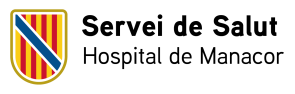 Servei de Salut
Hospital de Manacor